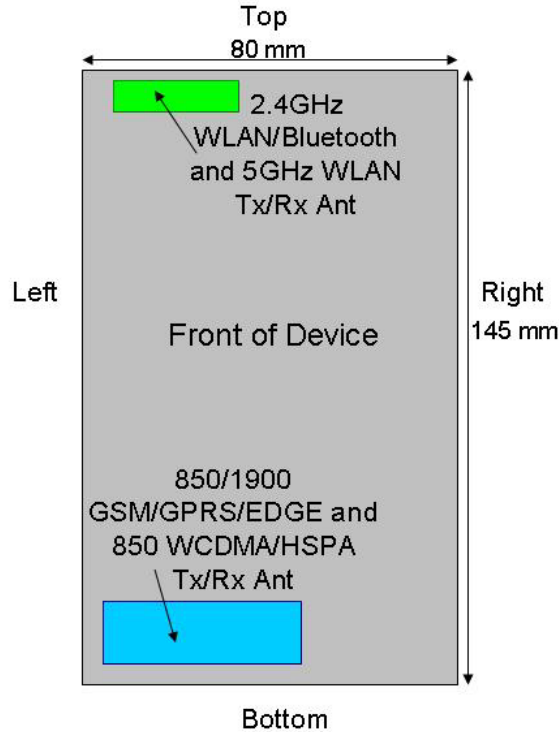 Top
80 mm
2.4GHz
WLAN/Bluetooth
and 5GHz WLAN
Tx/Rx Ant
Left
Right
145 mm
Front of Device
850/1900
GSM/GPRS/EDGE and
850 WCDMA/HSPA
Tx/Rx Ant
Bottom